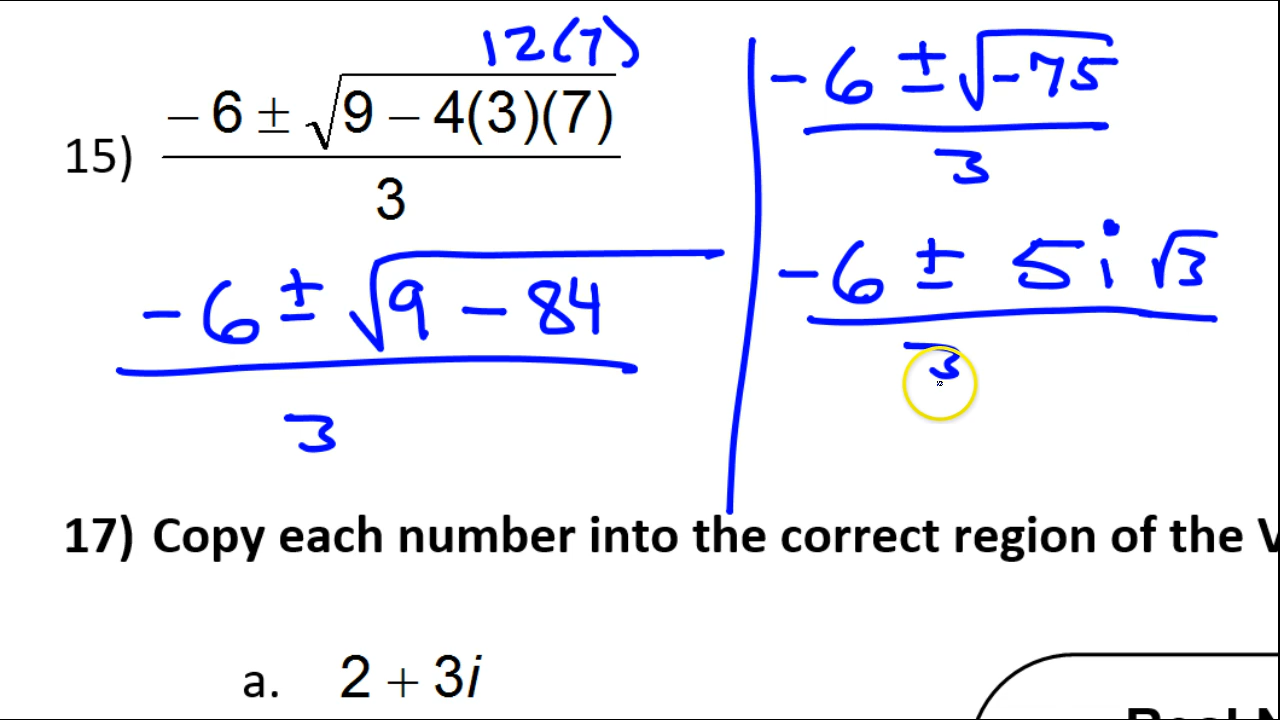 12(7)
15) −6 ± √9 − 4(3)(7)
3
−6 ± √9 − 84
3
−6 ± √−75
3
−6 ± 5i√3
3
17) Copy each number into the correct region of the V
a. 2 + 3i